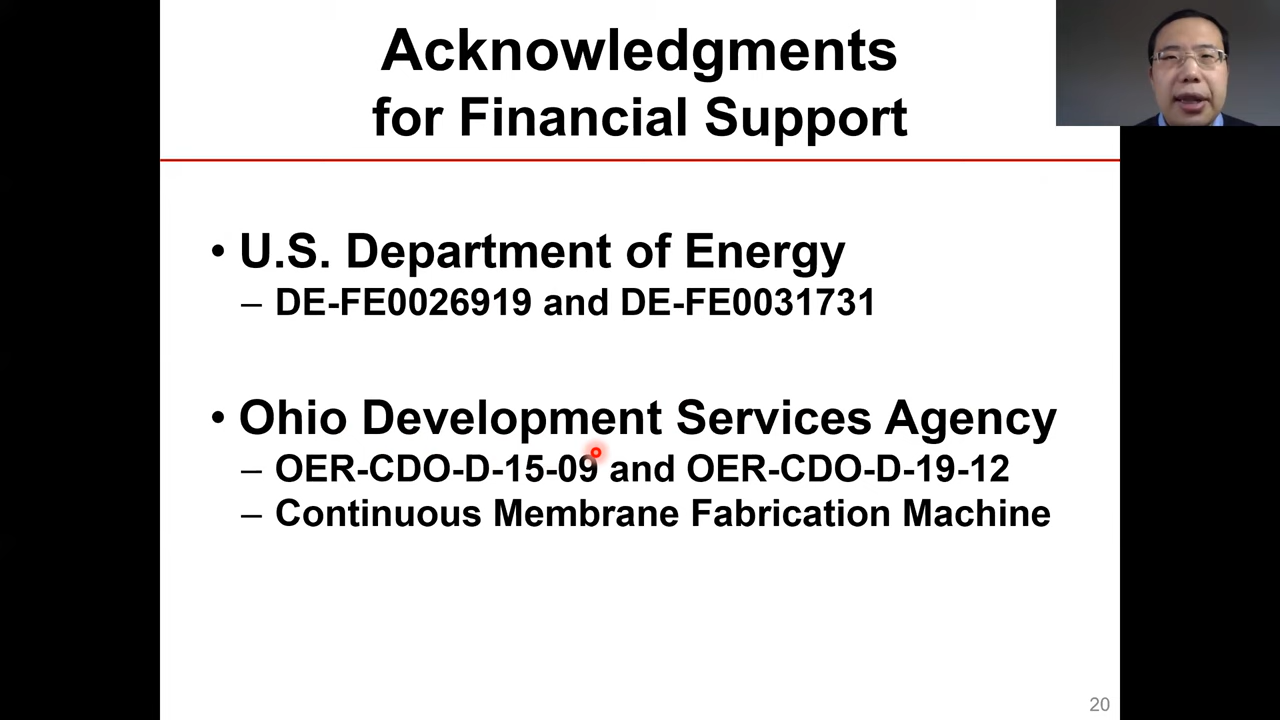 Acknowledgments
for Financial Support
• U.S. Department of Energy
– DE-FE0026919 and DE-FE0031731
• Ohio Development Services Agency
– OER-CDO-D-15-09 and OER-CDO-D-19-12
– Continuous Membrane Fabrication Machine
20